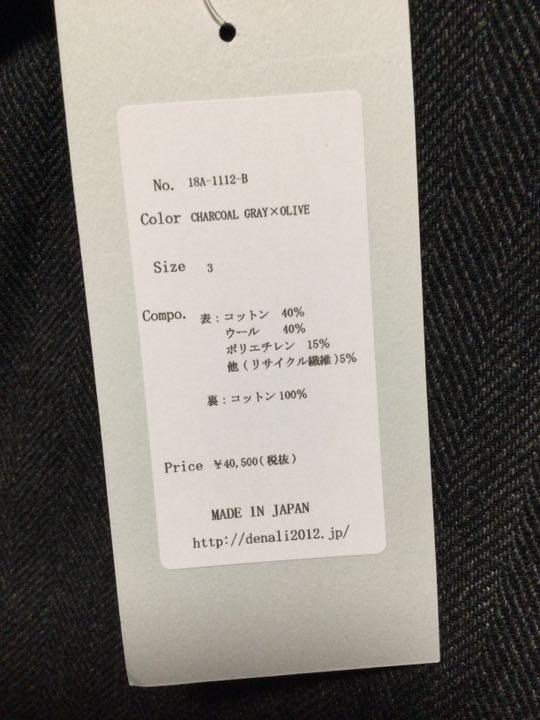 No. 18A-1112-B
Color CHARCOAL GRAY×OLIVE
Size 3
Compo. 表：コットン 40%
ウール 40%
ポリエチレン 15%
他(リサイクル繊維)5%
裏：コットン100%
Price ￥40,500(税抜)
MADE IN JAPAN
http://denali2012.jp/